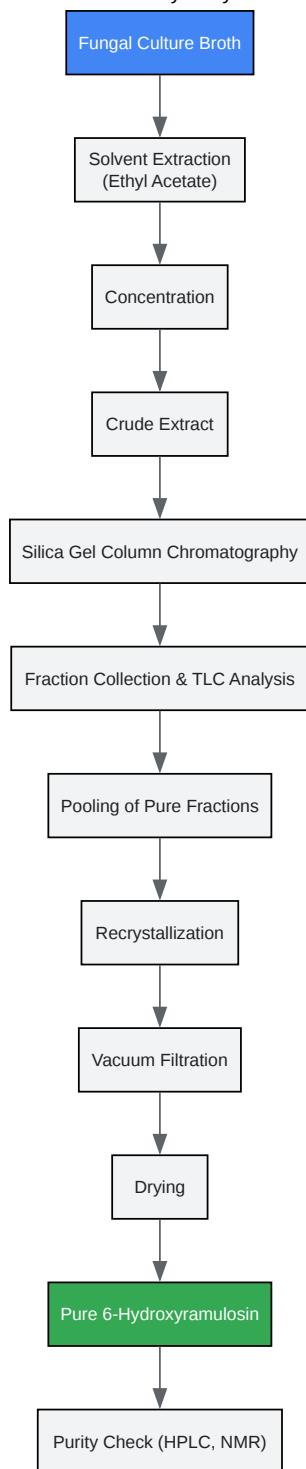 Fungal Culture Broth
Solvent Extraction
(Ethyl Acetate)
Concentration
Crude Extract
Silica Gel Column Chromatography
Fraction Collection & TLC Analysis
Pooling of Pure Fractions
Recrystallization
Vacuum Filtration
Drying
Pure 6-Hydroxyramulosin
Purity Check (HPLC, NMR)